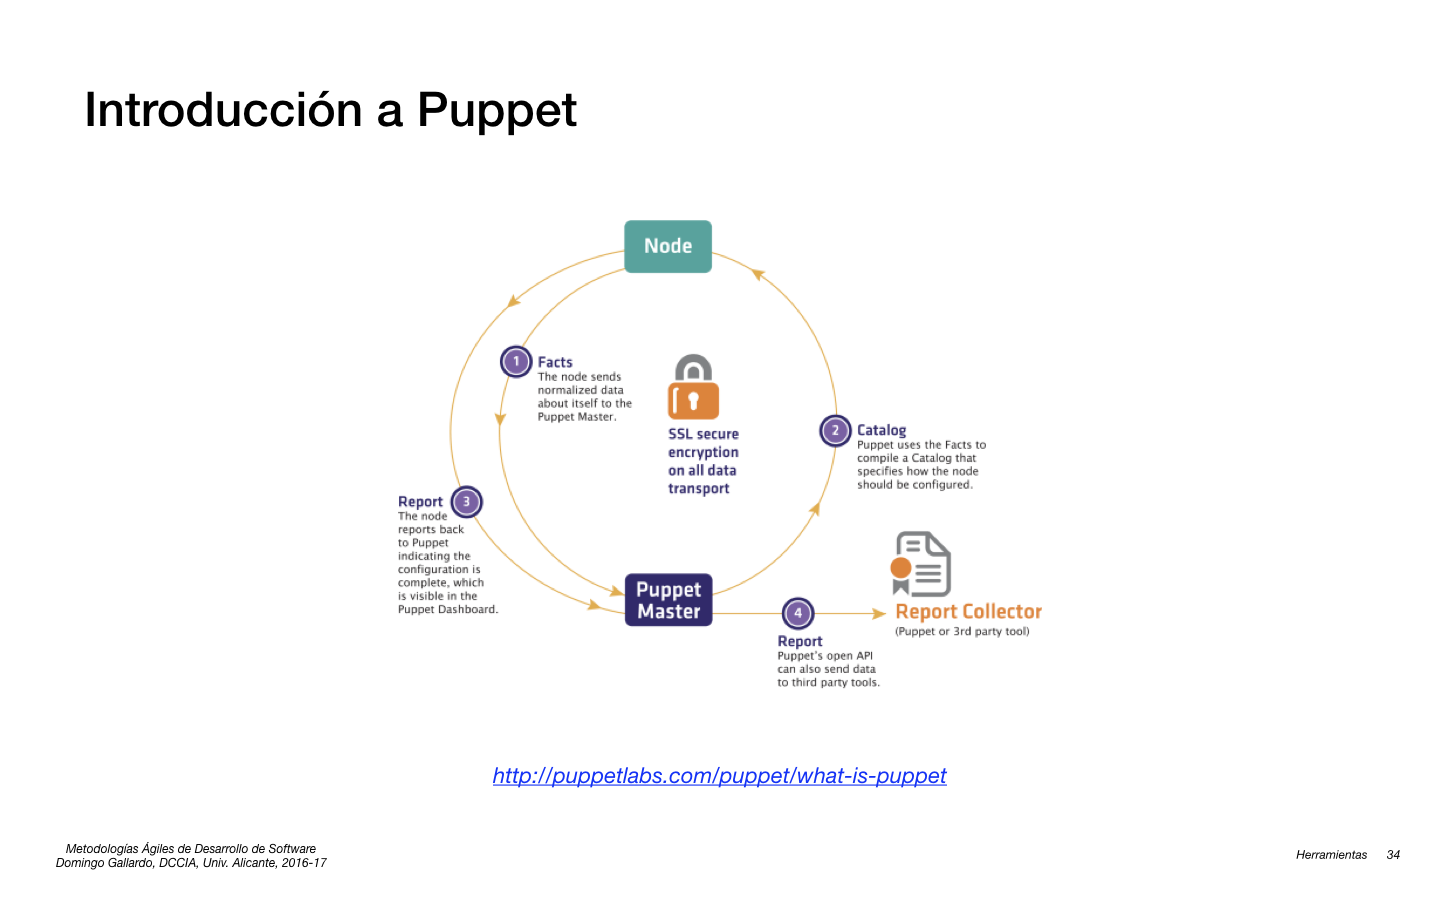 Introducción a Puppet
Node
1
Facts
The node sends
normalized data
about itself to the
Puppet Master.
SSL secure
encryption
on all data
transport
2
Catalog
Puppet uses the Facts to
compile a Catalog that
specifies how the node
should be configured.
Report
3
The node
reports back
to Puppet
indicating the
configuration is
complete, which
is visible in the
Puppet Dashboard.
Puppet
Master
4
Report
Puppet's open API
can also send data
to third party tools.
Report Collector
(Puppet or 3rd party tool)
http://puppetlabs.com/puppet/what-is-puppet
Metodologías Ágiles de Desarrollo de Software
Domingo Gallardo, DCCIA, Univ. Alicante, 2016-17
Herramientas 34